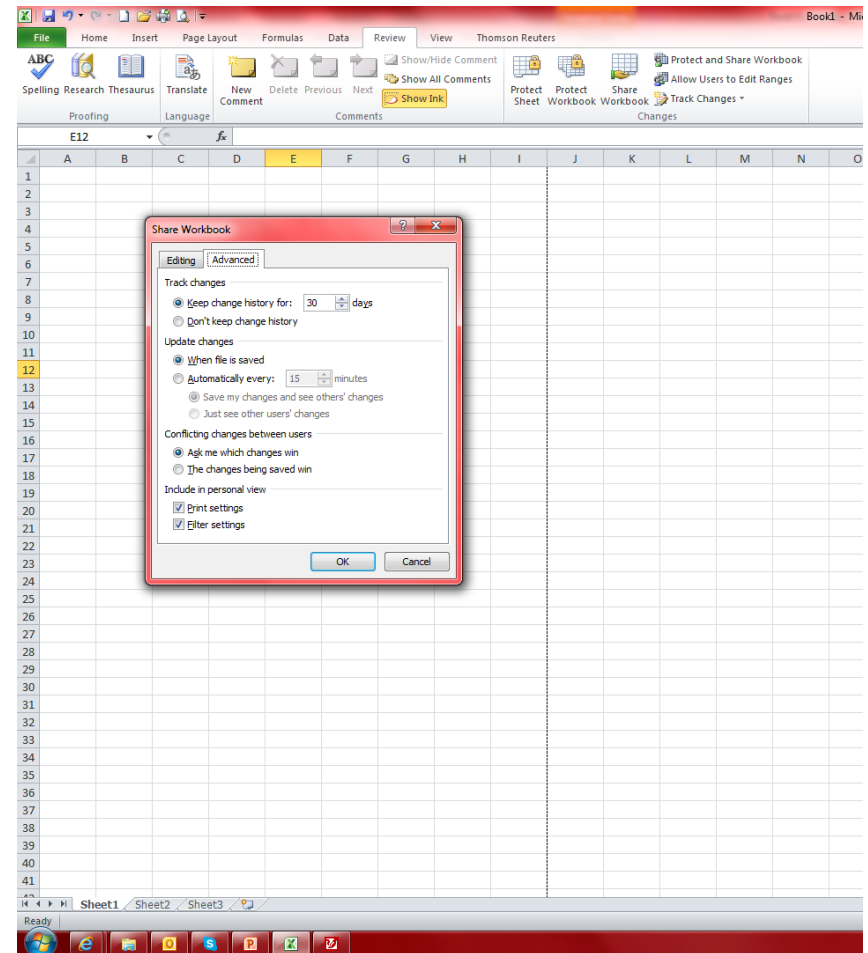 Book1 - Mi
File Home Insert Page Layout Formulas Data Review View Thomson Reuters
ABC
Spelling Research Thesaurus
Translate
New Comment
Delete Previous Next
Show/Hide Comment
Show All Comments
Show Ink
Protect Sheet
Protect Workbook
Share Workbook
Protect and Share Workbook
Allow Users to Edit Ranges
Track Changes
Proofing Language Comments Changes
E12 fx
A B C D E F G H I J K L M N O
1
2
3
4
5
6
7
8
9
10
11
12
13
14
15
16
17
18
19
20
21
22
23
24
25
26
27
28
29
30
31
32
33
34
35
36
37
38
39
40
41
Share Workbook
Editing Advanced
Track changes
Keep change history for: 30 days
Don't keep change history
Update changes
When file is saved
Automatically every: 15 minutes
Save my changes and see others' changes
Just see other users' changes
Conflicting changes between users
Ask me which changes win
The changes being saved win
Include in personal view
Print settings
Filter settings
OK Cancel
Sheet1 Sheet2 Sheet3
Ready